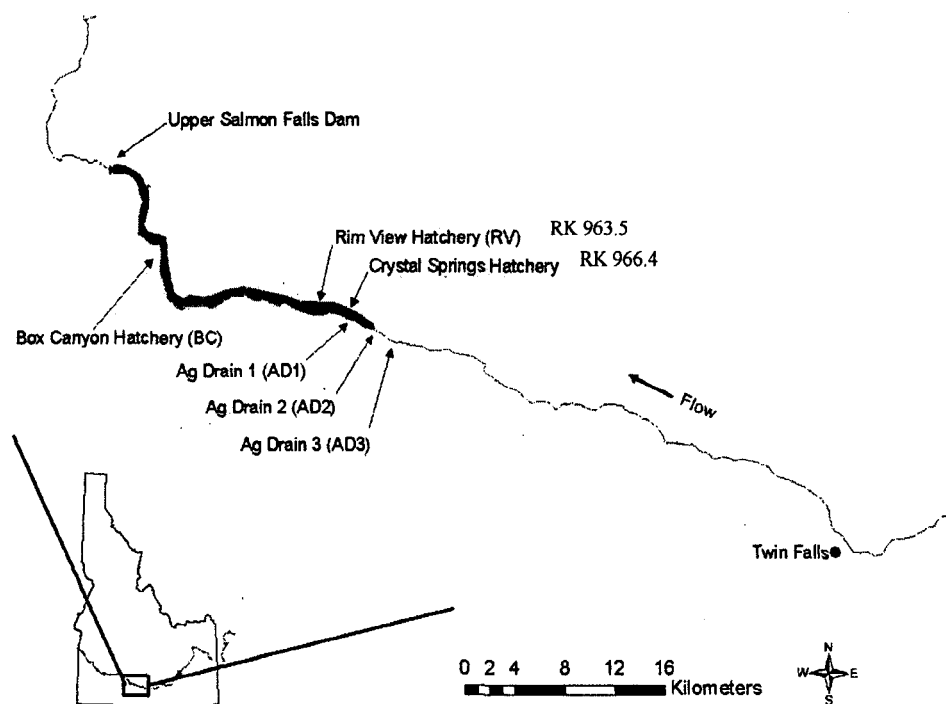 Upper Salmon Falls Dam
Rim View Hatchery (RV) RK 963.5
Crystal Springs Hatchery RK 966.4
Box Canyon Hatchery (BC)
Ag Drain 1 (AD1)
Ag Drain 2 (AD2)
Ag Drain 3 (AD3)
Flow
Twin Falls
0 2 4 8 12 16
Kilometers
N
W E
S